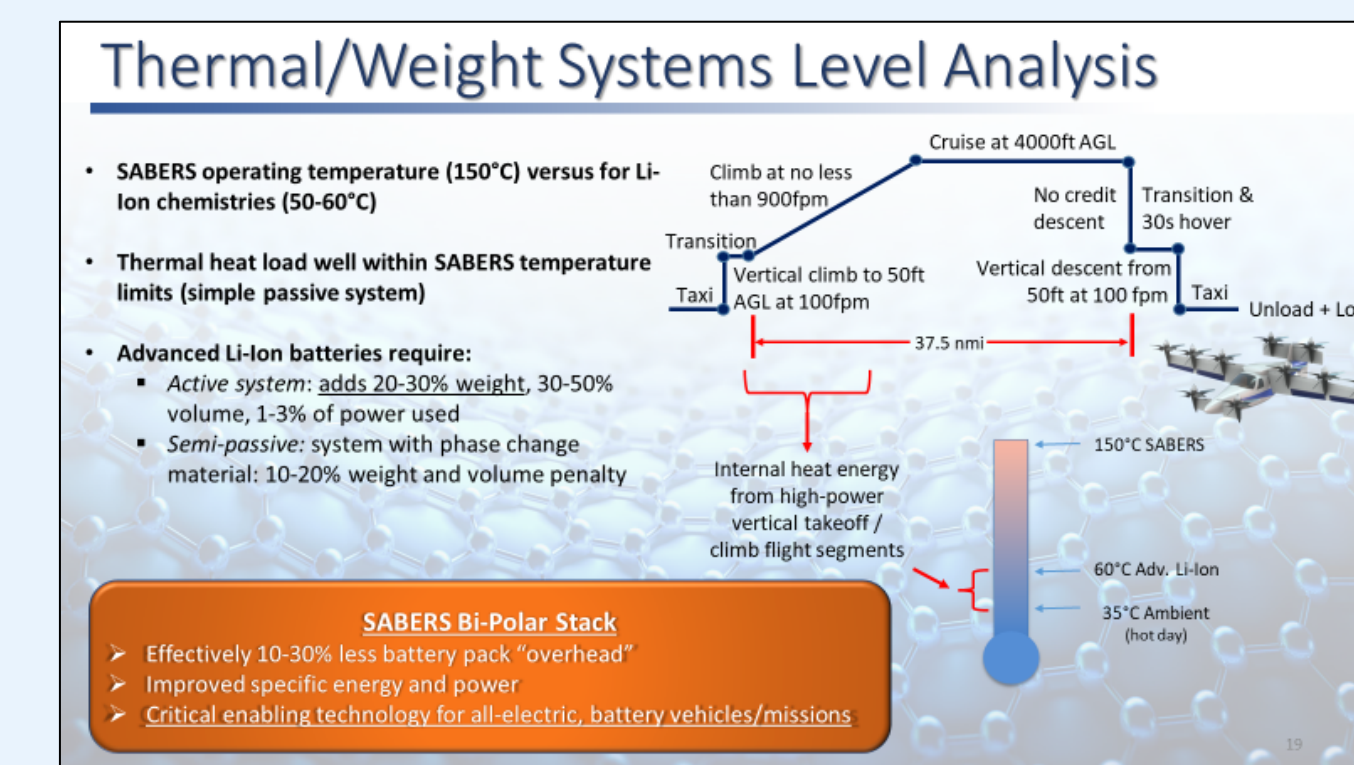 Thermal/Weight Systems Level Analysis
• SABERS operating temperature (150°C) versus for Li-
Ion chemistries (50-60°C)
• Thermal heat load well within SABERS temperature
limits (simple passive system)
• Advanced Li-Ion batteries require:
▪ Active system: adds 20-30% weight, 30-50%
volume, 1-3% of power used
▪ Semi-passive: system with phase change
material: 10-20% weight and volume penalty
Cruise at 4000ft AGL
Climb at no less
than 900fpm
No credit
descent
Transition &
30s hover
Transition
Vertical climb to 50ft
AGL at 100fpm
Vertical descent from
50ft at 100 fpm
Taxi
Taxi
Unload + Lo
37.5 nmi
Internal heat energy
from high-power
vertical takeoff /
climb flight segments
150°C SABERS
60°C Adv. Li-Ion
35°C Ambient
(hot day)
SABERS Bi-Polar Stack
➢ Effectively 10-30% less battery pack “overhead”
➢ Improved specific energy and power
➢ Critical enabling technology for all-electric, battery vehicles/missions
19